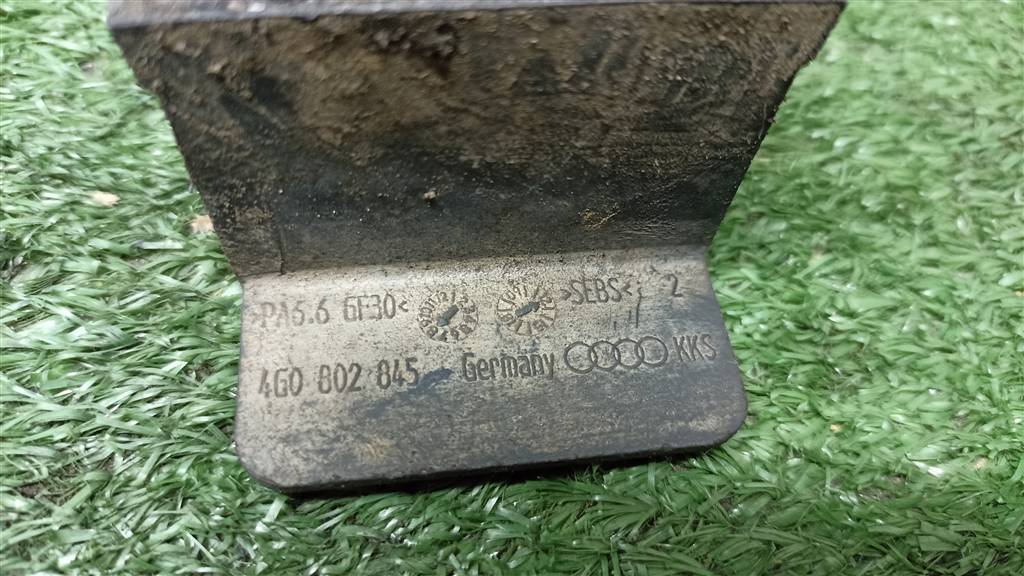 >PA6.6 GF30< >SEBS< 2
4G0 802 845 Germany KKS